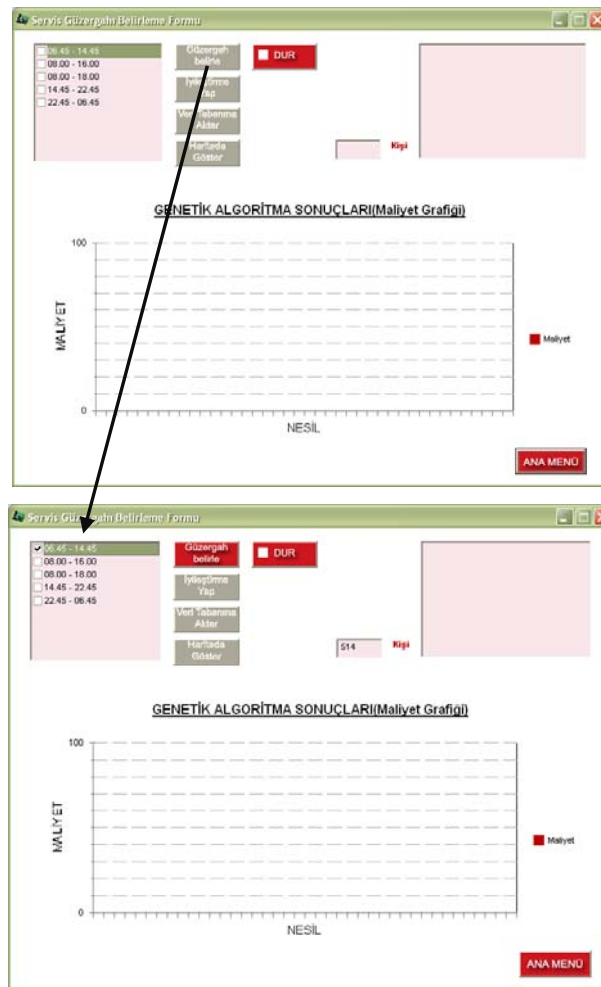 Servis Güzergahı Belirleme Formu
06.45 - 14.45
08.00 - 16.00
08.00 - 18.00
14.45 - 22.45
22.45 - 06.45
Güzergah
belirle
DUR
İyileştirme
Yap
Veri Tabanına
Aktar
Haritada
Göster
Kişi
GENETİK ALGORİTMA SONUÇLARI(Maliyet Grafiği)
100
MALİYET
0
NESİL
Maliyet
ANA MENÜ
Servis Güzergahı Belirleme Formu
06.45 - 14.45
08.00 - 16.00
08.00 - 18.00
14.45 - 22.45
22.45 - 06.45
Güzergah
belirle
DUR
İyileştirme
Yap
Veri Tabanına
Aktar
Haritada
Göster
514
Kişi
GENETİK ALGORİTMA SONUÇLARI(Maliyet Grafiği)
100
MALİYET
0
NESİL
Maliyet
ANA MENÜ